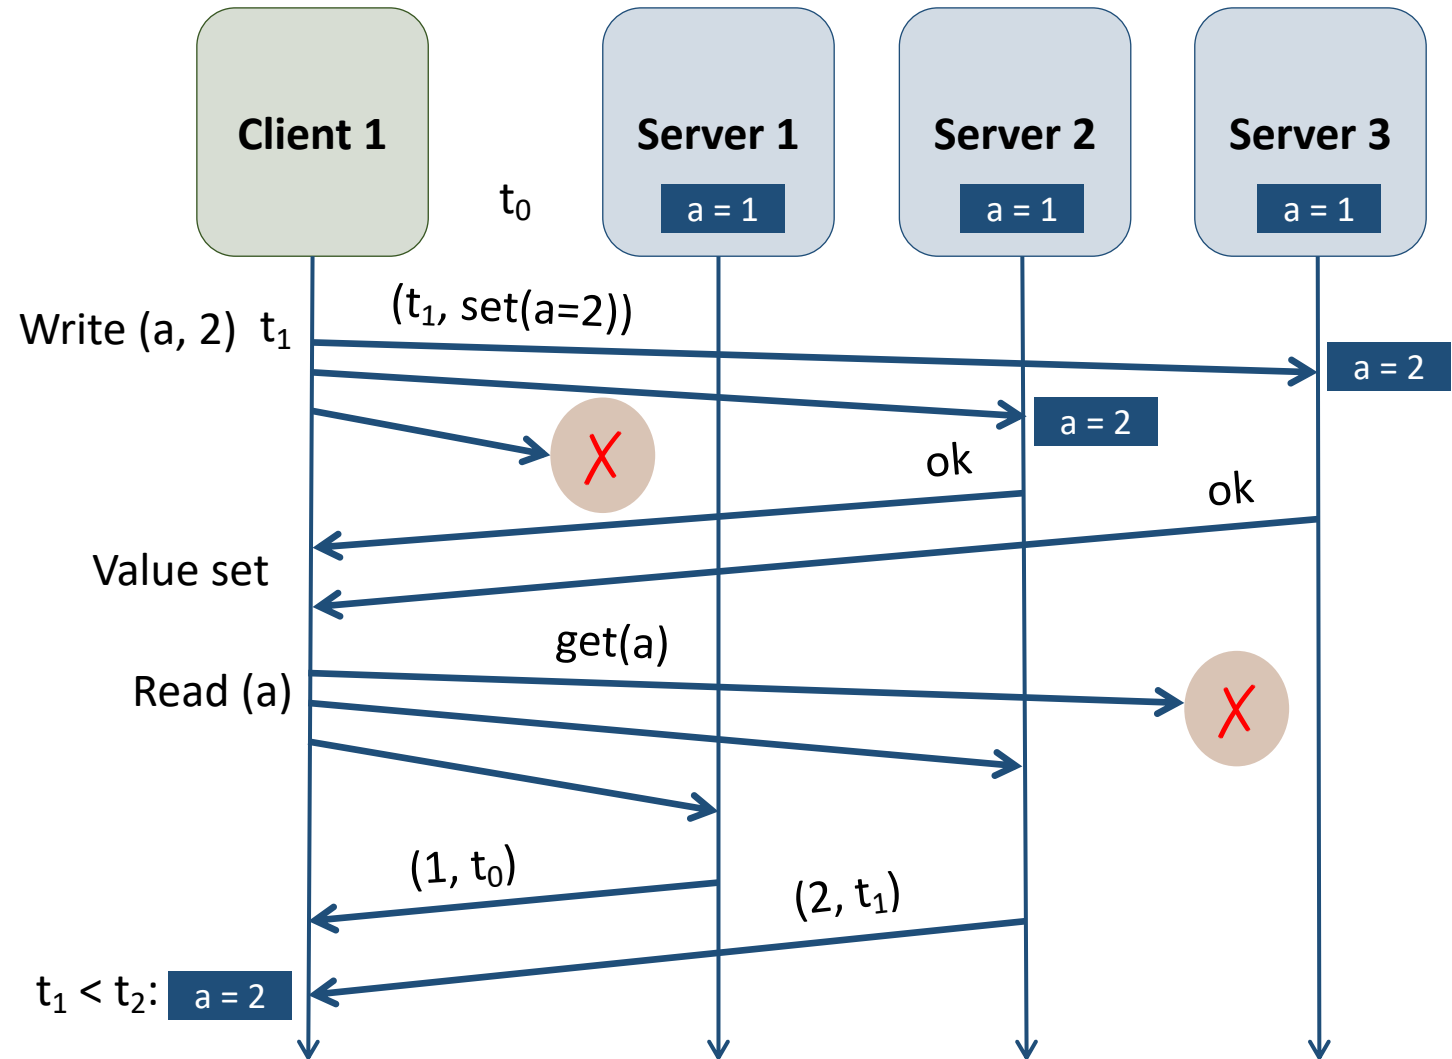 Client 1
Server 1
Server 2
Server 3
t₀
a = 1
a = 1
a = 1
Write (a, 2) t₁
(t₁, set(a=2))
a = 2
a = 2
X
ok
ok
Value set
get(a)
Read (a)
X
(1, t₀)
(2, t₁)
t₁ < t₂:
a = 2